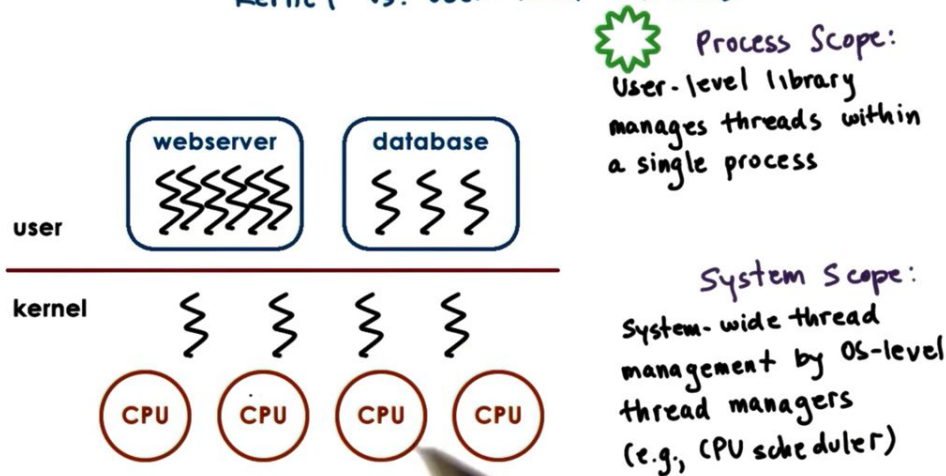 Process Scope:
User-level library
manages threads within
a single process
webserver
database
user
kernel
CPU
CPU
CPU
CPU
System Scope:
System-wide thread
management by OS-level
thread managers
(e.g., CPU scheduler)